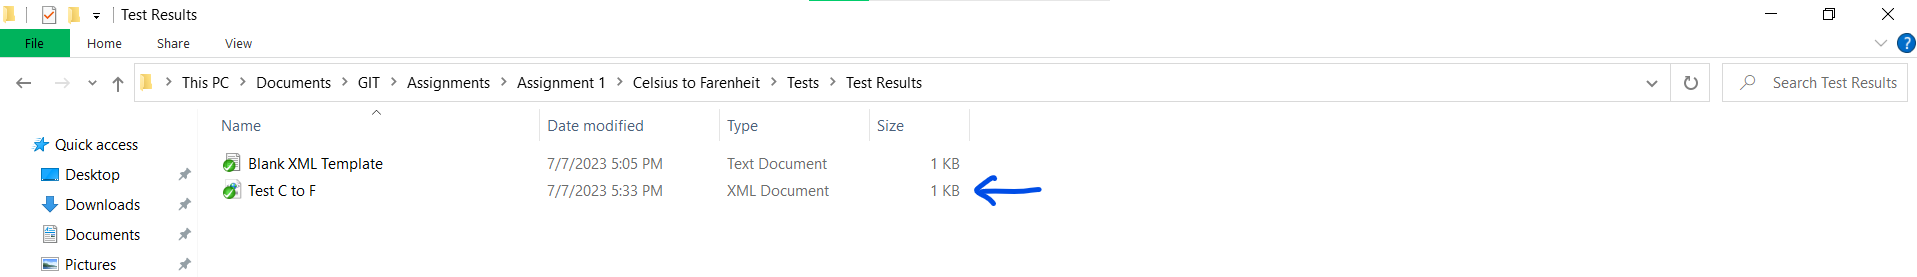 Test Results
File Home Share View
This PC Documents GIT Assignments Assignment 1 Celsius to Farenheit Tests Test Results
Search Test Results
Name Date modified Type Size
Quick access
Blank XML Template 7/7/2023 5:05 PM Text Document 1 KB
Desktop
Test C to F 7/7/2023 5:33 PM XML Document 1 KB
Downloads
Documents
Pictures